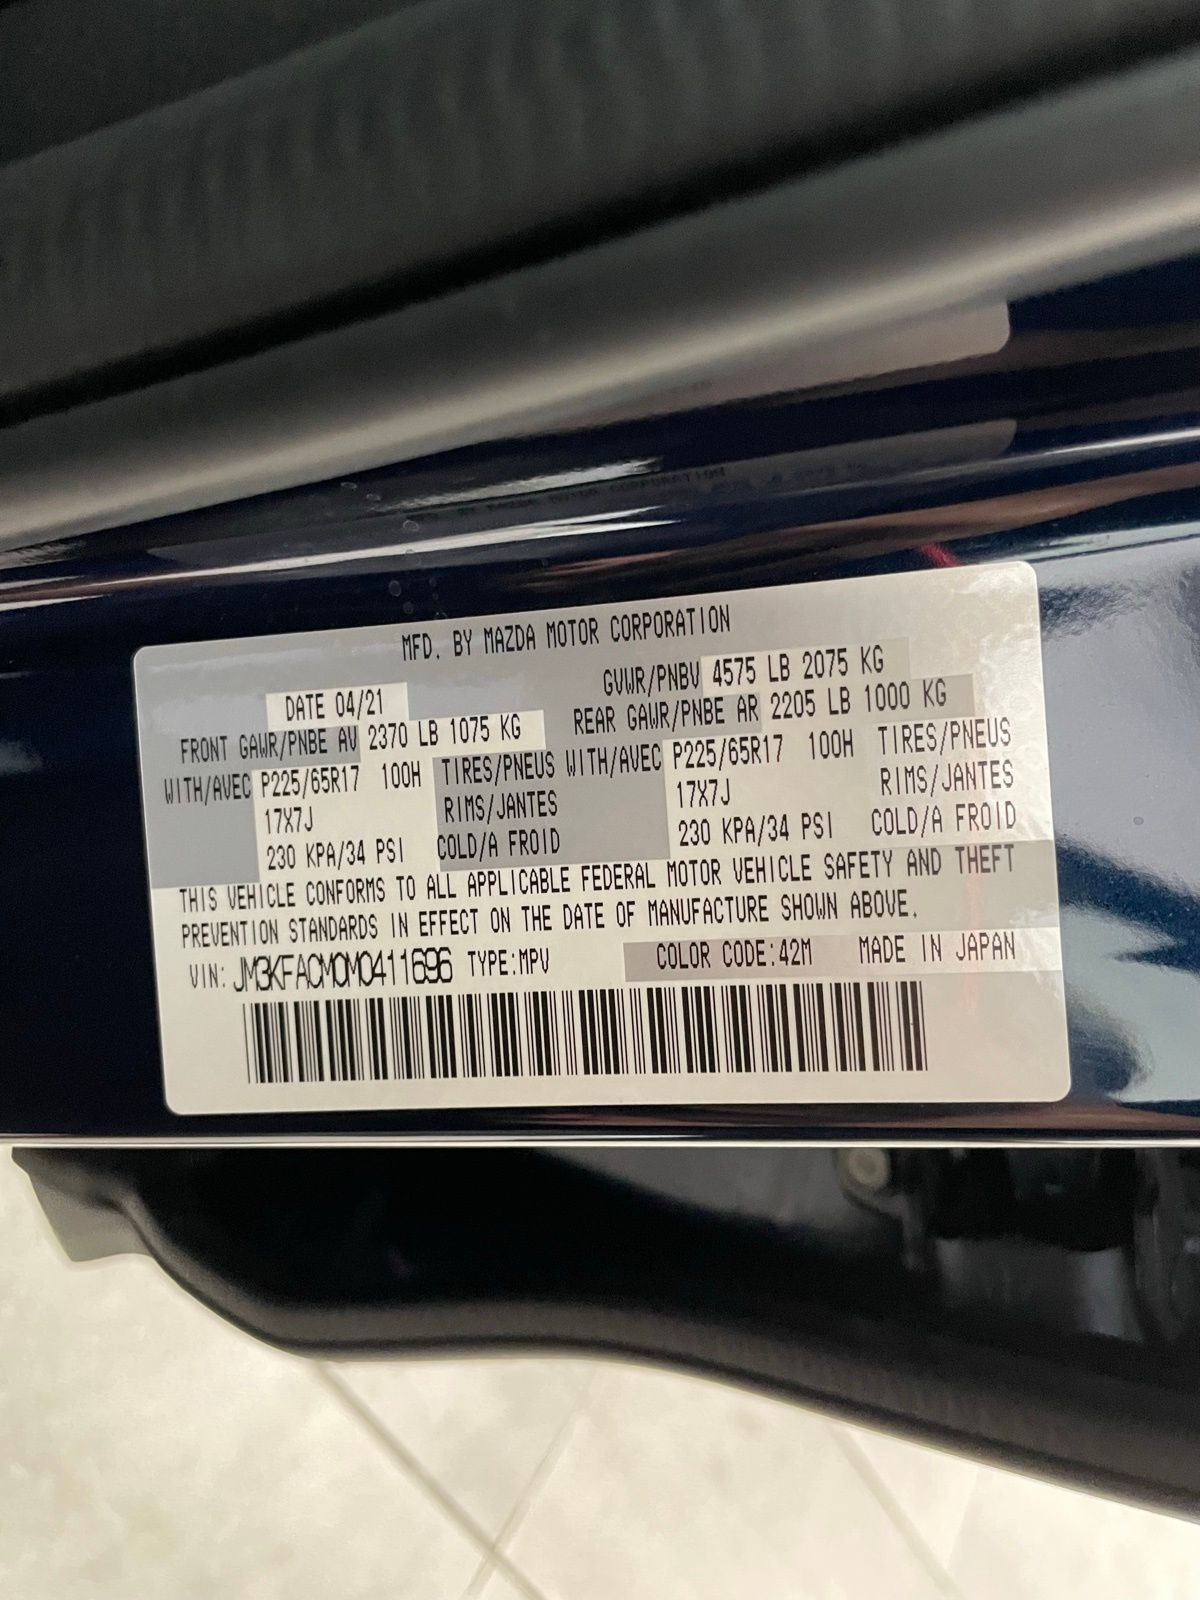 MFD. BY MAZDA MOTOR CORPORATION
DATE 04/21 GVWR/PNBV 4575 LB 2075 KG
FRONT GAWR/PNBE AV 2370 LB 1075 KG REAR GAWR/PNBE AR 2205 LB 1000 KG
WITH/AVEC P225/65R17 100H TIRES/PNEUS WITH/AVEC P225/65R17 100H TIRES/PNEUS
17X7J RIMS/JANTES 17X7J RIMS/JANTES
230 KPA/34 PSI COLD/A FROID 230 KPA/34 PSI COLD/A FROID
THIS VEHICLE CONFORMS TO ALL APPLICABLE FEDERAL MOTOR VEHICLE SAFETY AND THEFT
PREVENTION STANDARDS IN EFFECT ON THE DATE OF MANUFACTURE SHOWN ABOVE.
VIN: JM3KFACM0M0411696 TYPE:MPV COLOR CODE:42M MADE IN JAPAN